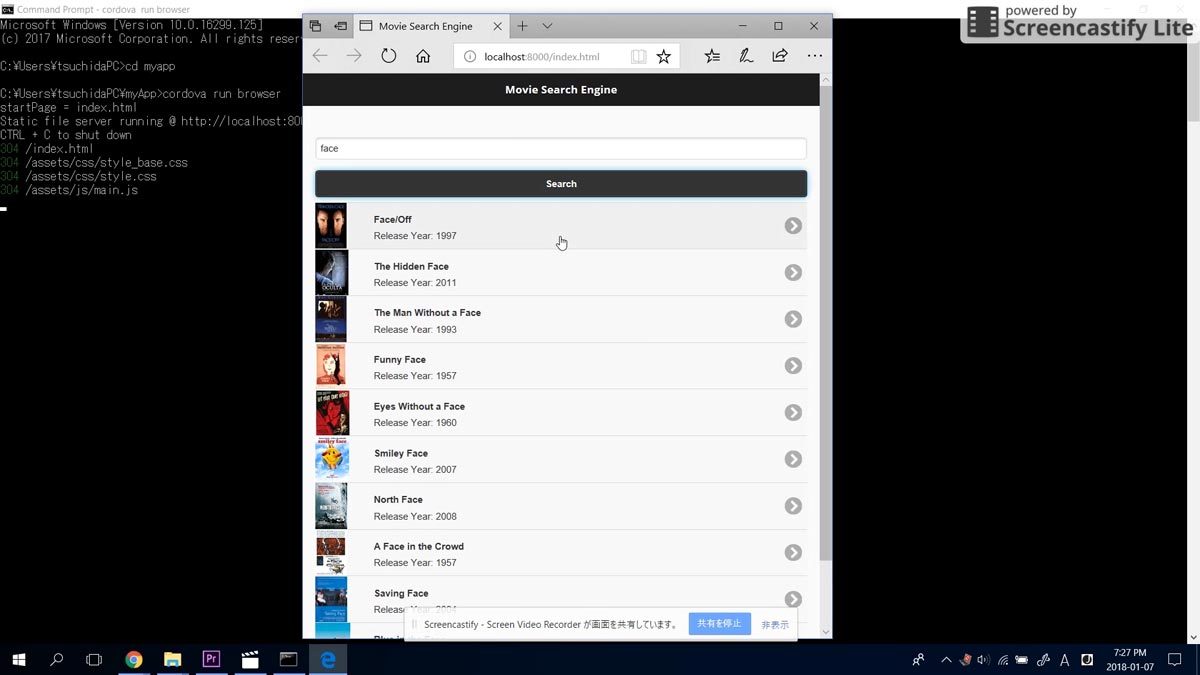 Command Prompt - cordova run browser
Microsoft Windows [Version 10.0.16299.125]
(c) 2017 Microsoft Corporation. All rights reser
C:¥Users¥tsuchidaPC>cd myapp
C:¥Users¥tsuchidaPC¥myApp>cordova run browser
startPage = index.html
Static file server running @ http://localhost:800
CTRL + C to shut down
304 /index.html
304 /assets/css/style_base.css
304 /assets/css/style.css
304 /assets/js/main.js
Movie Search Engine
localhost:8000/index.html
powered by
Screencastify Lite
Movie Search Engine
face
Search
Face/Off
Release Year: 1997
The Hidden Face
Release Year: 2011
The Man Without a Face
Release Year: 1993
Funny Face
Release Year: 1957
Eyes Without a Face
Release Year: 1960
Smiley Face
Release Year: 2007
North Face
Release Year: 2008
A Face in the Crowd
Release Year: 1957
Saving Face
Release Year: 2004
Screencastify - Screen Video Recorder が画面を共有しています。
共有を停止
非表示
Pr
A
7:27 PM
2018-01-07